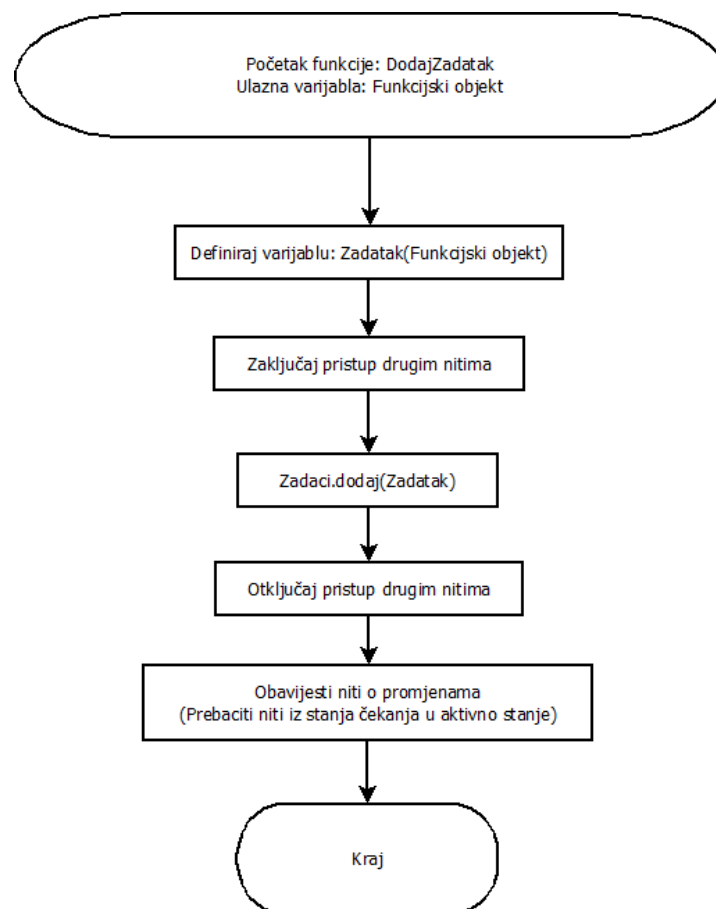 Početak funkcije: DodajZadatak
Ulazna varijabla: Funkcijski objekt
Definiraj varijablu: Zadatak(Funkcijski objekt)
Zaključaj pristup drugim nitima
Zadaci.dodaj(Zadatak)
Otključaj pristup drugim nitima
Obavijesti niti o promjenama
(Prebaciti niti iz stanja čekanja u aktivno stanje)
Kraj